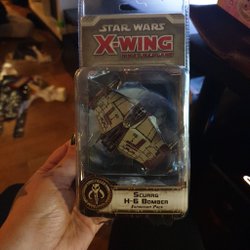 STAR WARS
X-WING
SCURRG
H-6 BOMBER
EXPANSION PACK